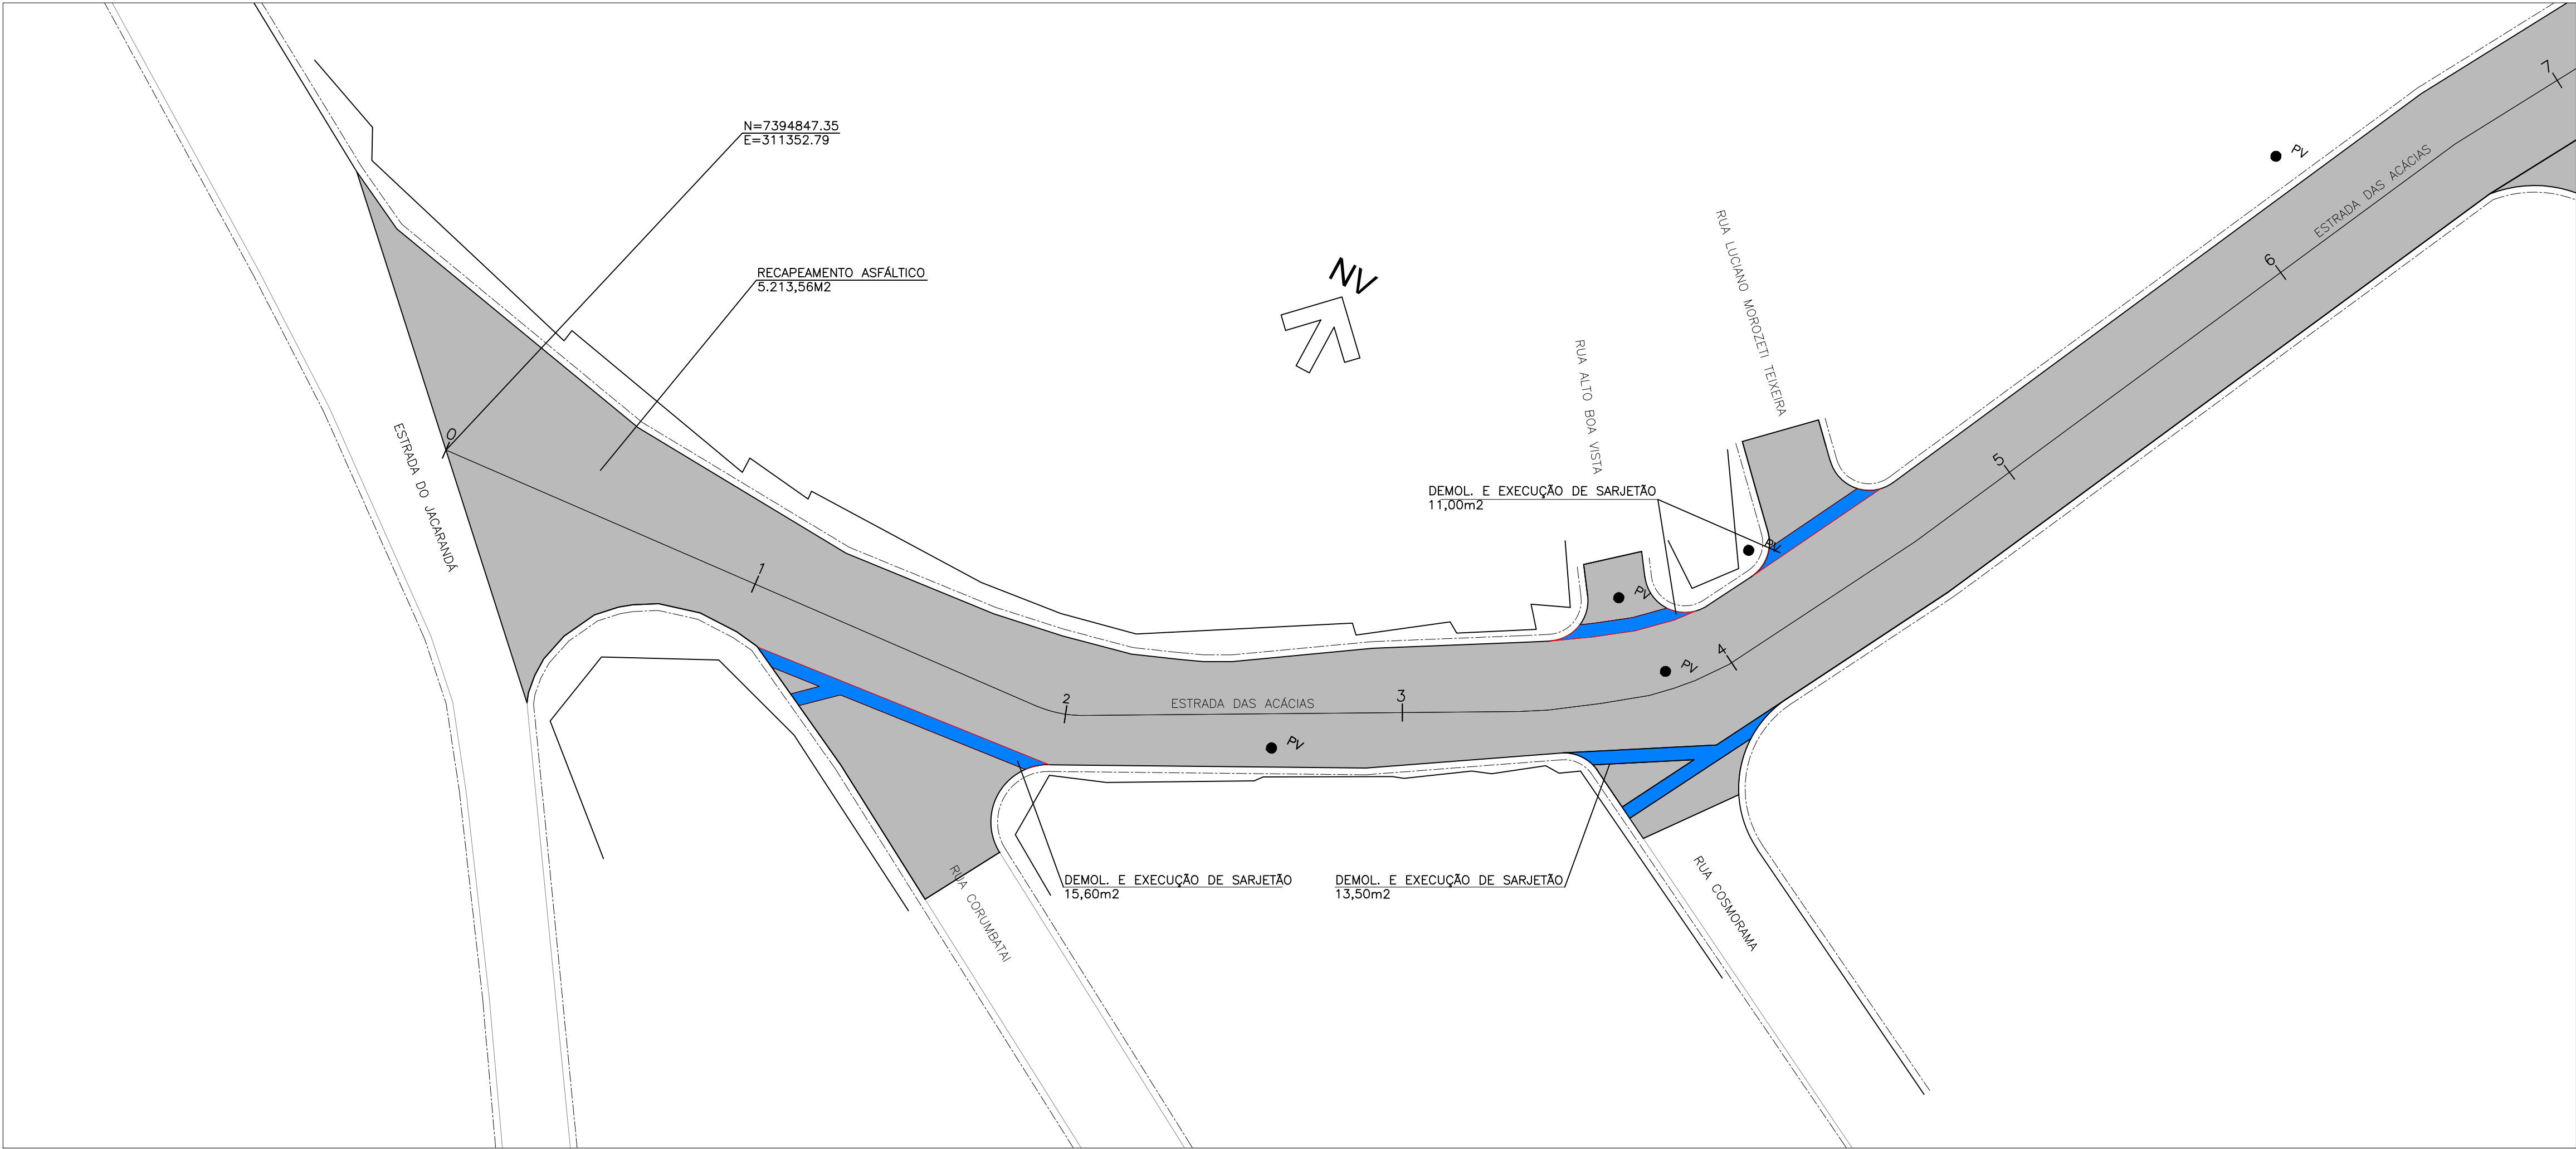 N=7394847.35
E=311352.79
RECAPEAMENTO ASFÁLTICO
5.213,56M2
NV
7
PV
ESTRADA DAS ACÁCIAS
6
RUA LUCIANO MOROZETI TEIXEIRA
RUA ALTO BOA VISTA
0
ESTRADA DO JACARANDÁ
5
DEMOL. E EXECUÇÃO DE SARJETÃO
11,00m2
PV
1
PV
4
PV
2
ESTRADA DAS ACÁCIAS
3
PV
DEMOL. E EXECUÇÃO DE SARJETÃO
15,60m2
DEMOL. E EXECUÇÃO DE SARJETÃO
13,50m2
RUA CORUMBATAI
RUA COSMORAMA